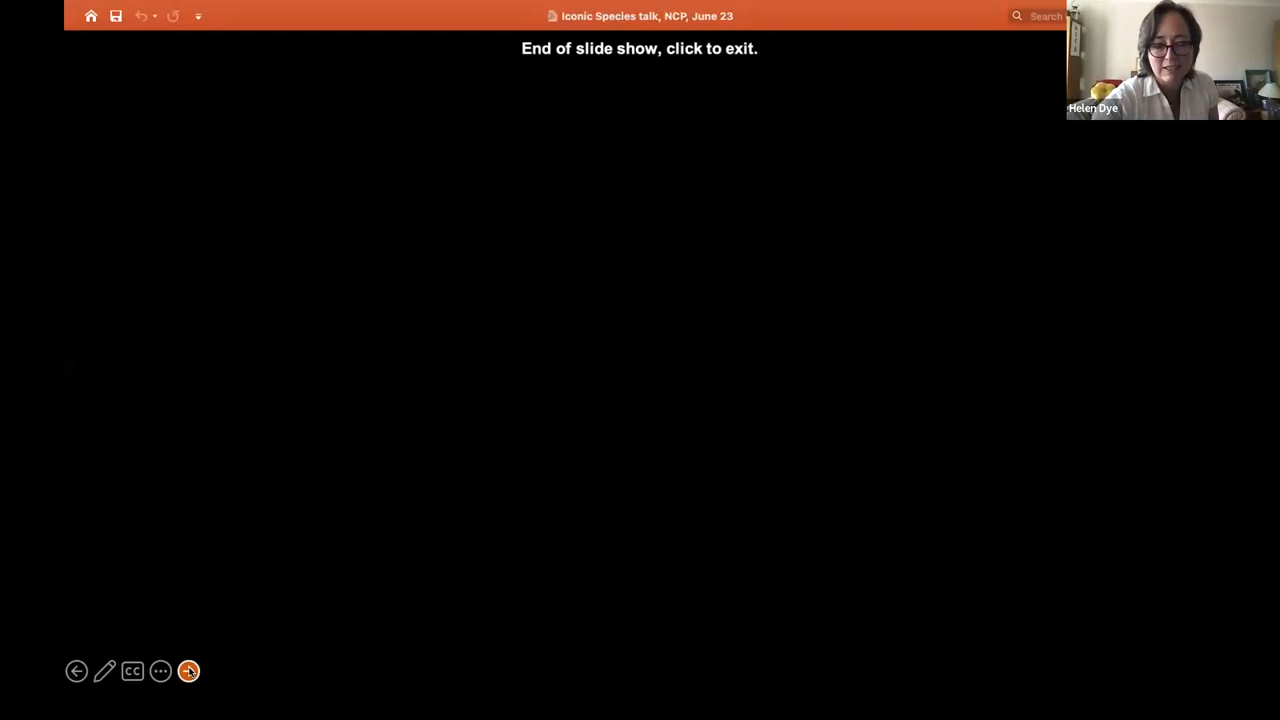 Iconic Species talk, NCP, June 23
Search
End of slide show, click to exit.
Helen Dye
CC